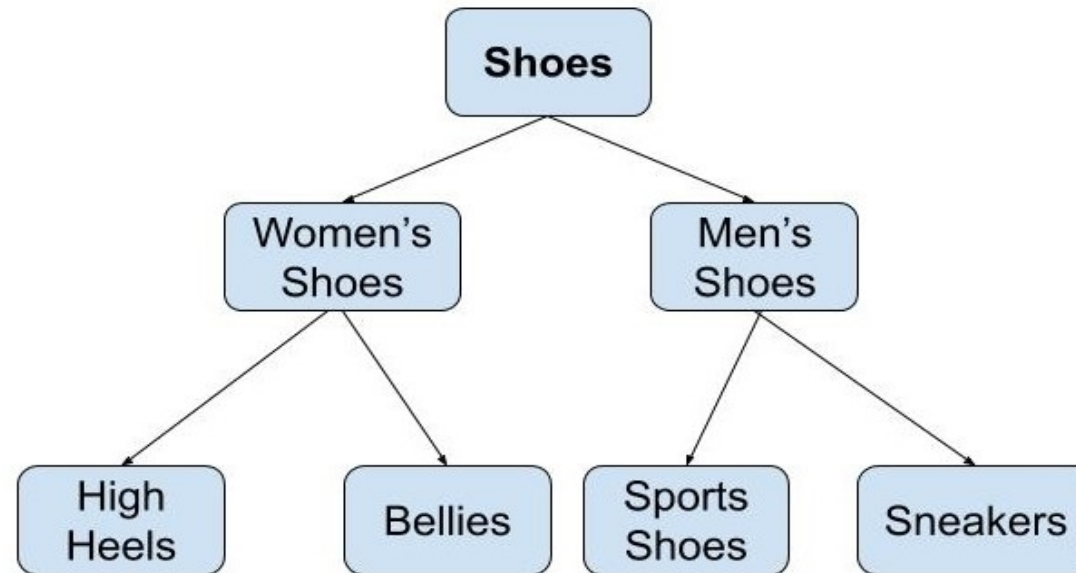 Shoes
Women’s
Shoes
Men’s
Shoes
High
Heels
Bellies
Sports
Shoes
Sneakers